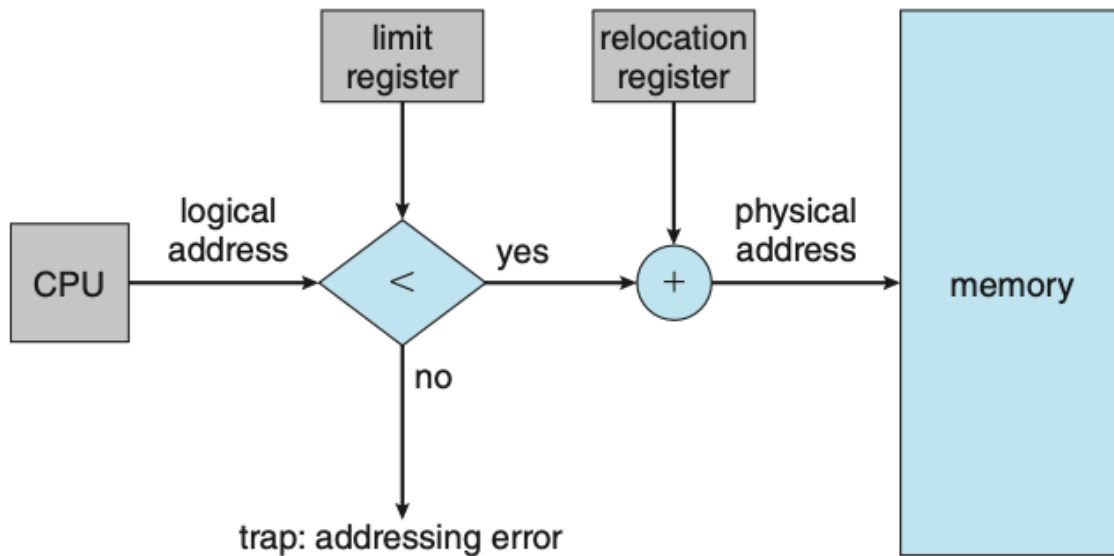 limit
register
relocation
register
logical
address
physical
address
CPU
<
yes
+
memory
no
trap: addressing error